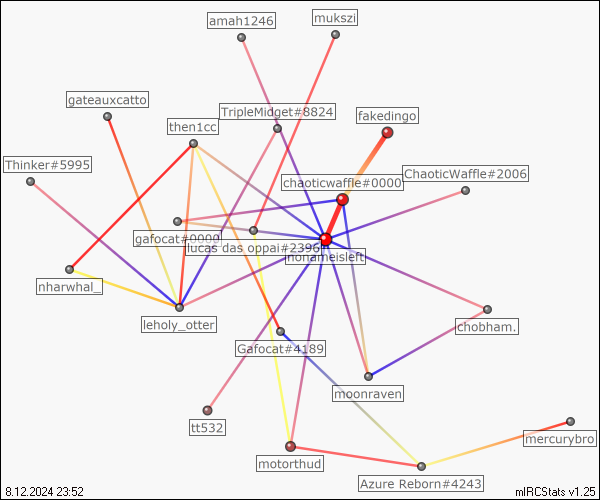 amah1246
mukszi
gateauxcatto
TripleMidget#8824
fakedingo
then1cc
Thinker#5995
ChaoticWaffle#2006
chaoticwaffle#0000
gafocat#0000
lucas das oppai#2396
nonameisleft
nharwhal_
leholy_otter
chobham.
Gafocat#4189
moonraven
tt532
mercurybro
motorthud
Azure Reborn#4243
8.12.2024 23:52
mIRCStats v1.25